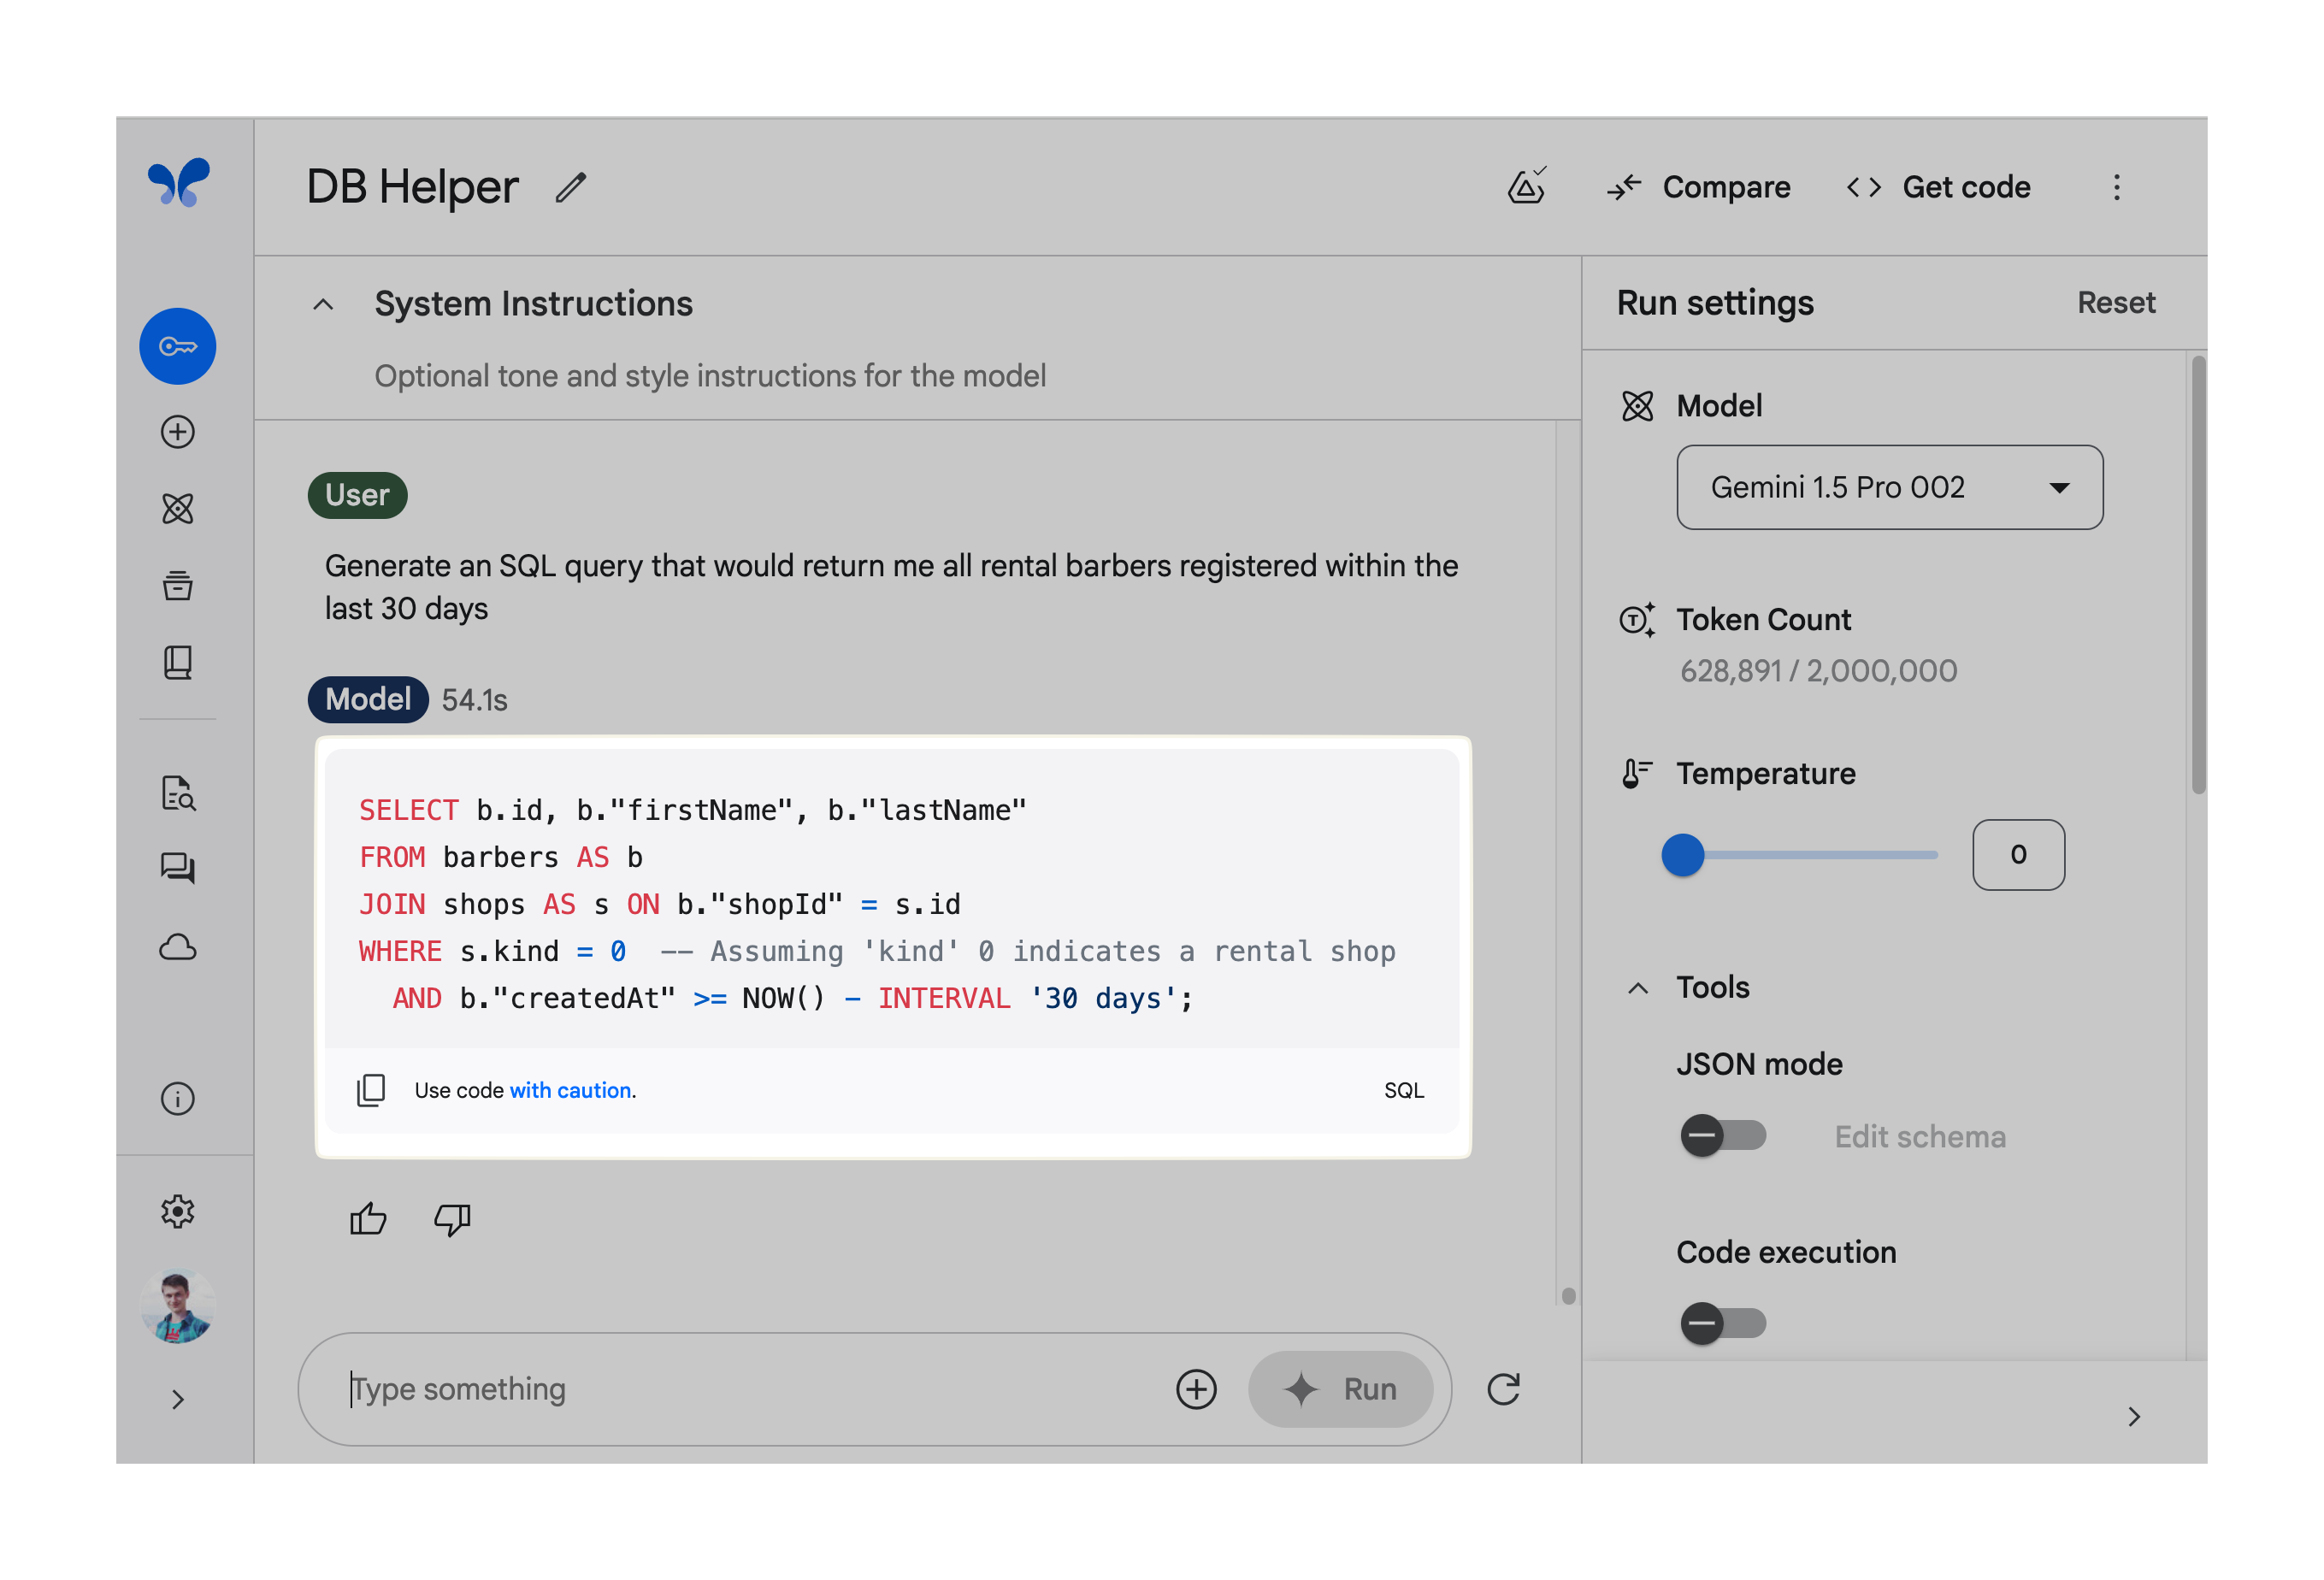 DB Helper
Compare
Get code
System Instructions
Optional tone and style instructions for the model
User
Generate an SQL query that would return me all rental barbers registered within the
last 30 days
Model 54.1s
SELECT b.id, b."firstName", b."lastName"
FROM barbers AS b
JOIN shops AS s ON b."shopId" = s.id
WHERE s.kind = 0  -- Assuming 'kind' 0 indicates a rental shop
  AND b."createdAt" >= NOW() - INTERVAL '30 days';
Use code with caution.
SQL
Type something
Run
Run settings
Reset
Model
Gemini 1.5 Pro 002
Token Count
628,891 / 2,000,000
Temperature
0
Tools
JSON mode
Edit schema
Code execution